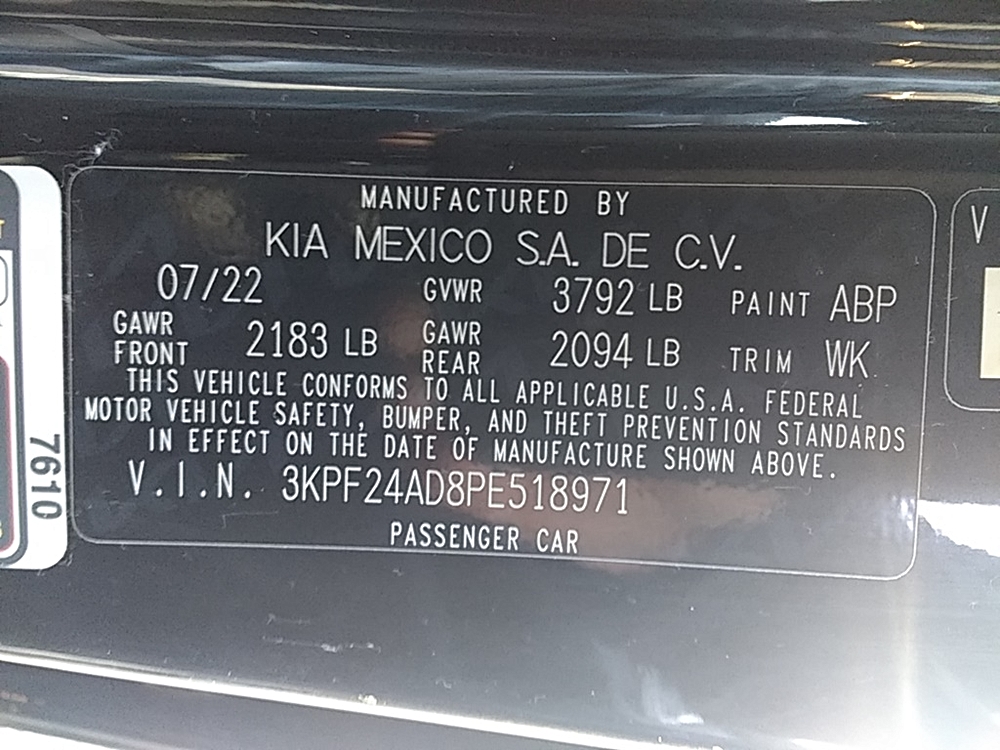 MANUFACTURED BY
KIA MEXICO S.A. DE C.V.
07/22 GVWR 3792 LB PAINT ABP
GAWR FRONT 2183 LB GAWR REAR 2094 LB TRIM WK
THIS VEHICLE CONFORMS TO ALL APPLICABLE U.S.A. FEDERAL
MOTOR VEHICLE SAFETY, BUMPER, AND THEFT PREVENTION STANDARDS
IN EFFECT ON THE DATE OF MANUFACTURE SHOWN ABOVE.
V.I.N. 3KPF24AD8PE518971
PASSENGER CAR
7610
V